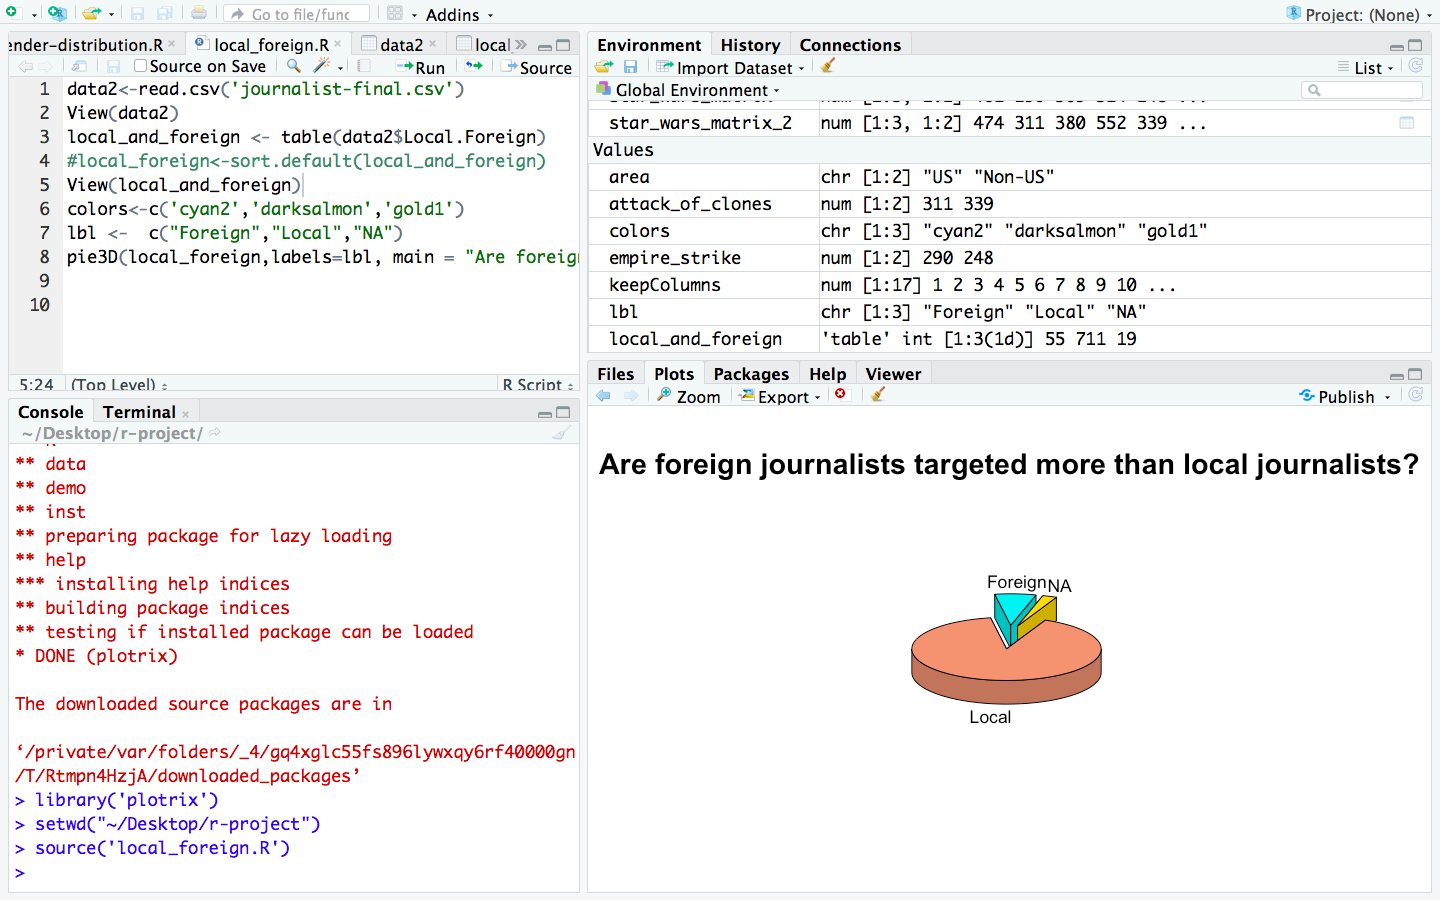 Go to file/func
Addins
Project: (None)
ender-distribution.R
local_foreign.R
data2
local
Source on Save
Run
Source
1 data2<-read.csv('journalist-final.csv')
2 View(data2)
3 local_and_foreign <- table(data2$Local.Foreign)
4 #local_foreign<-sort.default(local_and_foreign)
5 View(local_and_foreign)
6 colors<-c('cyan2','darksalmon','gold1')
7 lbl <-  c("Foreign","Local","NA")
8 pie3D(local_foreign,labels=lbl, main = "Are foreig
9
10
5:24 (Top Level) R Script
Console Terminal
~/Desktop/r-project/
** data
** demo
** inst
** preparing package for lazy loading
** help
*** installing help indices
** building package indices
** testing if installed package can be loaded
* DONE (plotrix)
The downloaded source packages are in
‘/private/var/folders/_4/gq4xglc55fs896lywxqy6rf40000gn
/T/Rtmpn4HzjA/downloaded_packages’
> library('plotrix')
> setwd("~/Desktop/r-project")
> source('local_foreign.R')
>
Environment History Connections
Import Dataset List
Global Environment
star_wars_matrix_2 num [1:3, 1:2] 474 311 380 552 339 ...
Values
area chr [1:2] "US" "Non-US"
attack_of_clones num [1:2] 311 339
colors chr [1:3] "cyan2" "darksalmon" "gold1"
empire_strike num [1:2] 290 248
keepColumns num [1:17] 1 2 3 4 5 6 7 8 9 10 ...
lbl chr [1:3] "Foreign" "Local" "NA"
local_and_foreign 'table' int [1:3(1d)] 55 711 19
Files Plots Packages Help Viewer
Zoom Export Publish
Are foreign journalists targeted more than local journalists?
Foreign
NA
Local